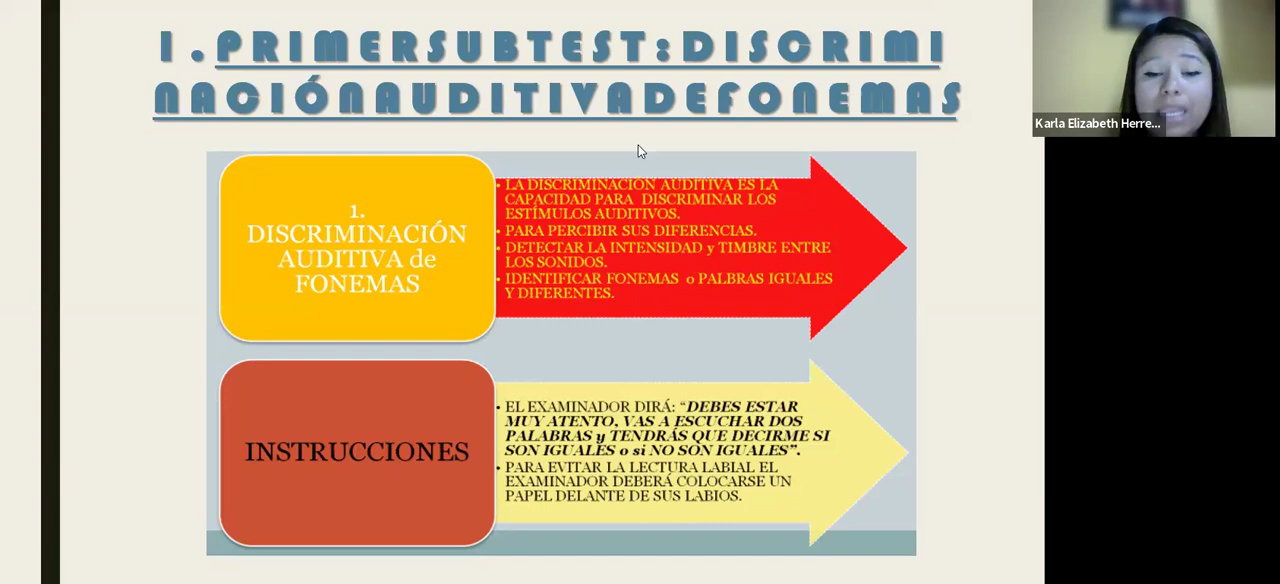 1.PRIMERSUBTEST:DISCRIMI
NACIÓNAUDITIVADEFONEMAS
Karla Elizabeth Herre...
1.
DISCRIMINACIÓN
AUDITIVA de
FONEMAS
• LA DISCRIMINACIÓN AUDITIVA ES LA
CAPACIDAD PARA DISCRIMINAR LOS
ESTÍMULOS AUDITIVOS.
• PARA PERCIBIR SUS DIFERENCIAS.
• DETECTAR LA INTENSIDAD y TIMBRE ENTRE
LOS SONIDOS.
• IDENTIFICAR FONEMAS o PALBRAS IGUALES
Y DIFERENTES.
INSTRUCCIONES
• EL EXAMINADOR DIRÁ: “DEBES ESTAR
MUY ATENTO, VAS A ESCUCHAR DOS
PALABRAS y TENDRÁS QUE DECIRME SI
SON IGUALES o si NO SON IGUALES”.
• PARA EVITAR LA LECTURA LABIAL EL
EXAMINADOR DEBERÁ COLOCARSE UN
PAPEL DELANTE DE SUS LABIOS.